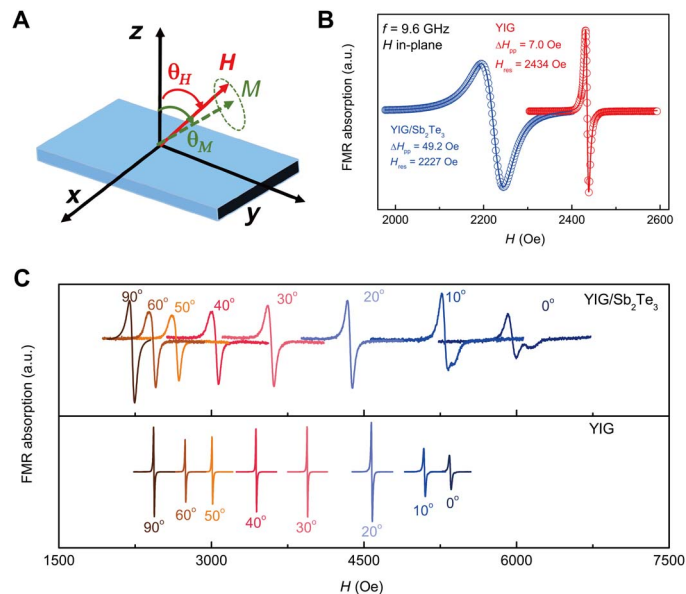 A
z
θH
H
M
θM
x
y
B
f = 9.6 GHz
H in-plane
YIG
ΔHpp = 7.0 Oe
Hres = 2434 Oe
YIG/Sb2Te3
ΔHpp = 49.2 Oe
Hres = 2227 Oe
FMR absorption (a.u.)
2000 2200 2400 2600
H (Oe)
C
90° 60° 50° 40° 30° 20° 10° 0°
YIG/Sb2Te3
YIG
90° 60° 50° 40° 30° 20° 10° 0°
FMR absorption (a.u.)
FMR absorption (a.u.)
1500 3000 4500 6000 7500
H (Oe)